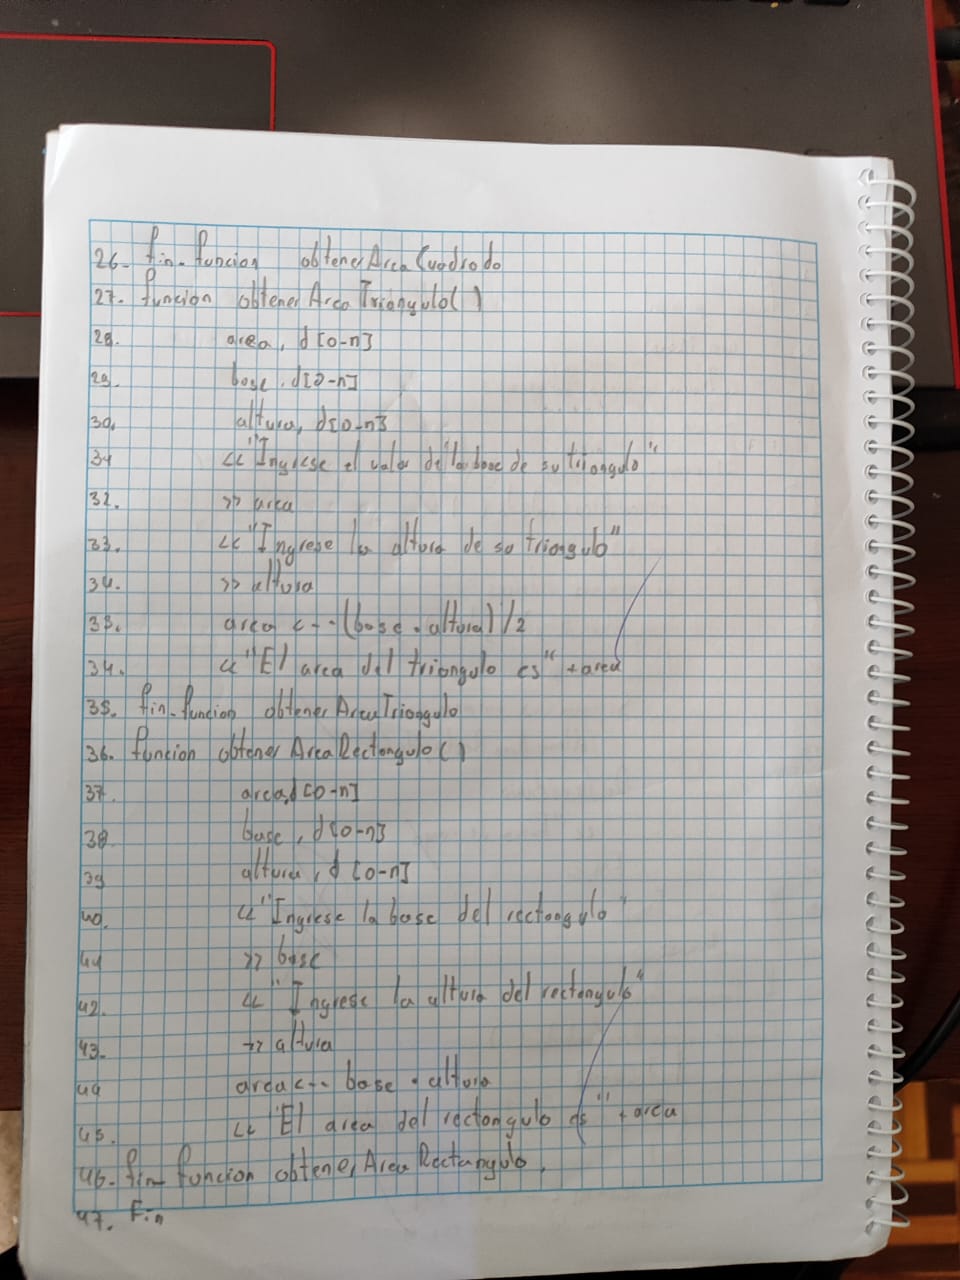 26- fin-funcion obtenerAreaCuadrado
27. funcion obtenerAreaTriangulo( )
28. area, d [0-n]
29. base, d[0-n]
30. altura, d[0-n]
31 << "Ingrese el valor de la base de su triangulo"
32. >> area
33. << "Ingrese la altura de su triangulo"
34. >> altura
33. area <-- (base * altura) / 2
34. << "El area del triangulo es" + area
35. fin-funcion obtenerAreaTriangulo
36. funcion obtenerAreaRectangulo( )
37. area,d [0-n]
38 base, d[0-n]
39 altura, d [0-n]
40. << "Ingrese la base del rectangulo"
41 >> base
42. << "Ingrese la altura del rectangulo"
43. >> altura
44 area <-- base * altura
45. << "El area del rectangulo es" + area
46- fin-funcion obtenerAreaRectangulo.
47. Fin